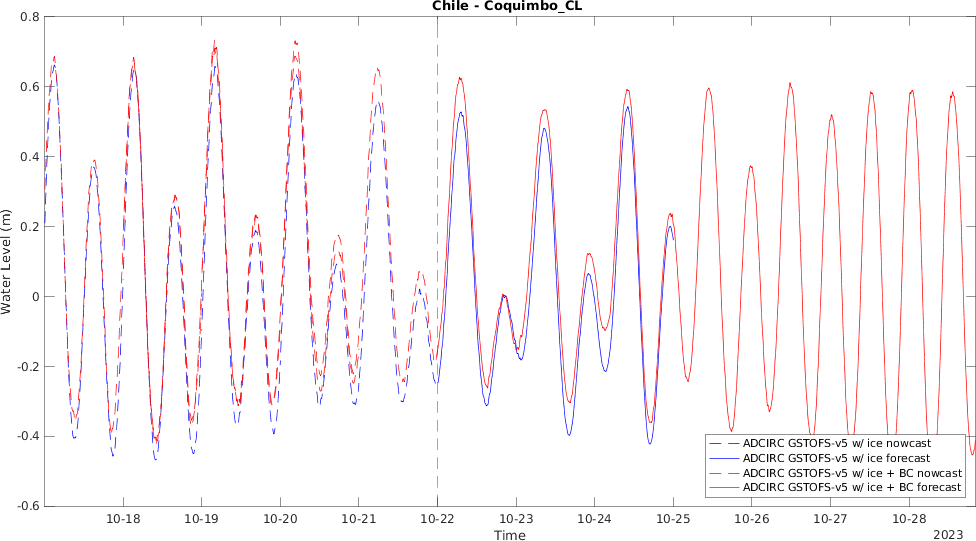 Chile - Coquimbo_CL
0.8
0.6
0.4
0.2
0
-0.2
-0.4
-0.6
Water Level (m)
ADCIRC GSTOFS-v5 w/ ice nowcast
ADCIRC GSTOFS-v5 w/ ice forecast
ADCIRC GSTOFS-v5 w/ ice + BC nowcast
ADCIRC GSTOFS-v5 w/ ice + BC forecast
10-18 10-19 10-20 10-21 10-22 10-23 10-24 10-25 10-26 10-27 10-28
Time
2023